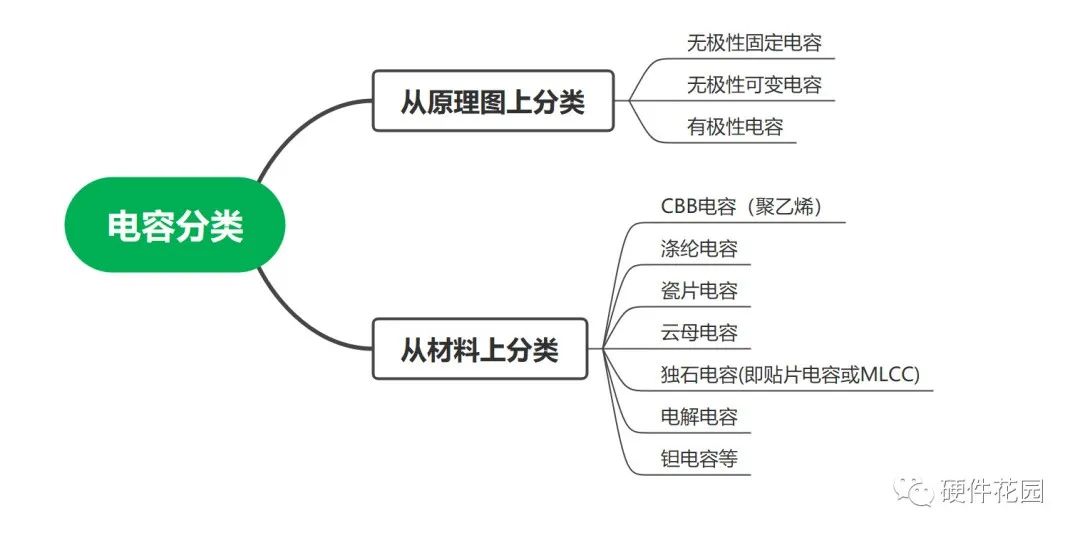 电容分类
从原理图上分类
无极性固定电容
无极性可变电容
有极性电容
从材料上分类
CBB电容（聚乙烯）
涤纶电容
瓷片电容
云母电容
独石电容(即贴片电容或MLCC)
电解电容
钽电容等
硬件花园